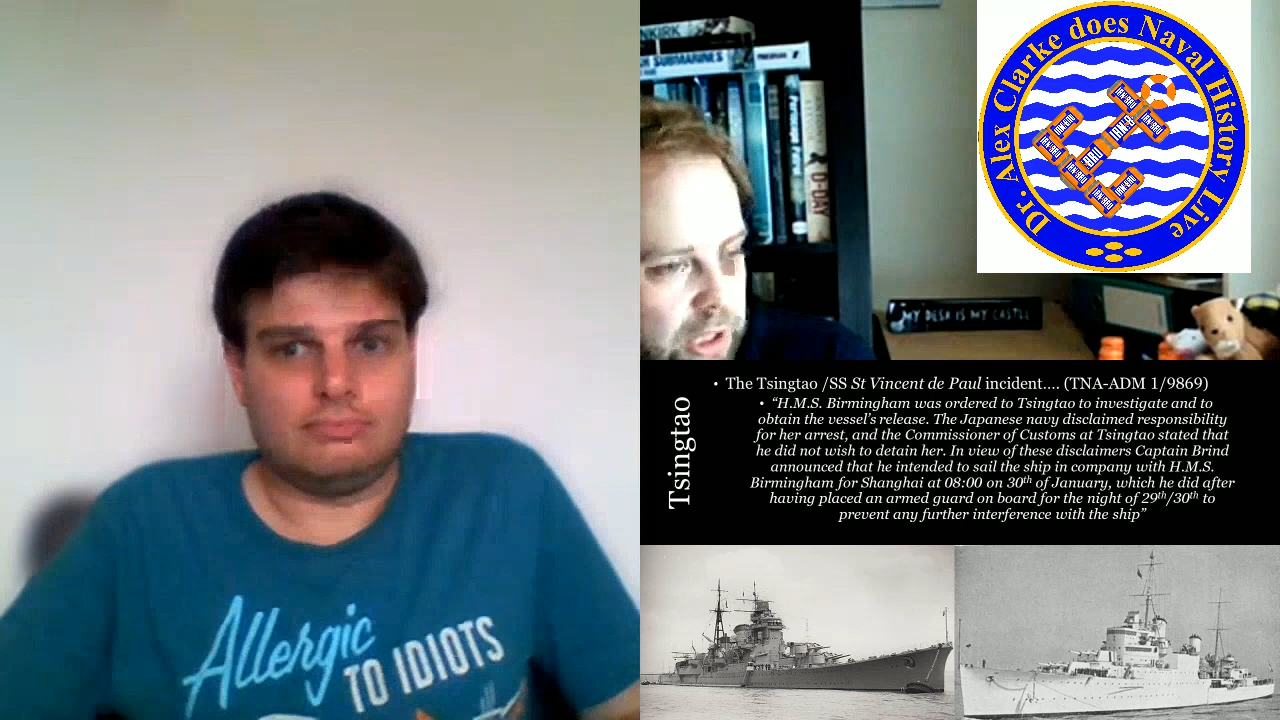 Allergic
TO IDIOTS
NKIRK
SUBMARINES
D-DAY
Dr. Alex Clarke does Naval History Live
MY DESK IS MY CASTLE
Tsingtao
• The Tsingtao /SS St Vincent de Paul incident…. (TNA-ADM 1/9869)
• “H.M.S. Birmingham was ordered to Tsingtao to investigate and to
obtain the vessel’s release. The Japanese navy disclaimed responsibility
for her arrest, and the Commissioner of Customs at Tsingtao stated that
he did not wish to detain her. In view of these disclaimers Captain Brind
announced that he intended to sail the ship in company with H.M.S.
Birmingham for Shanghai at 08:00 on 30th of January, which he did after
having placed an armed guard on board for the night of 29th/30th to
prevent any further interference with the ship”